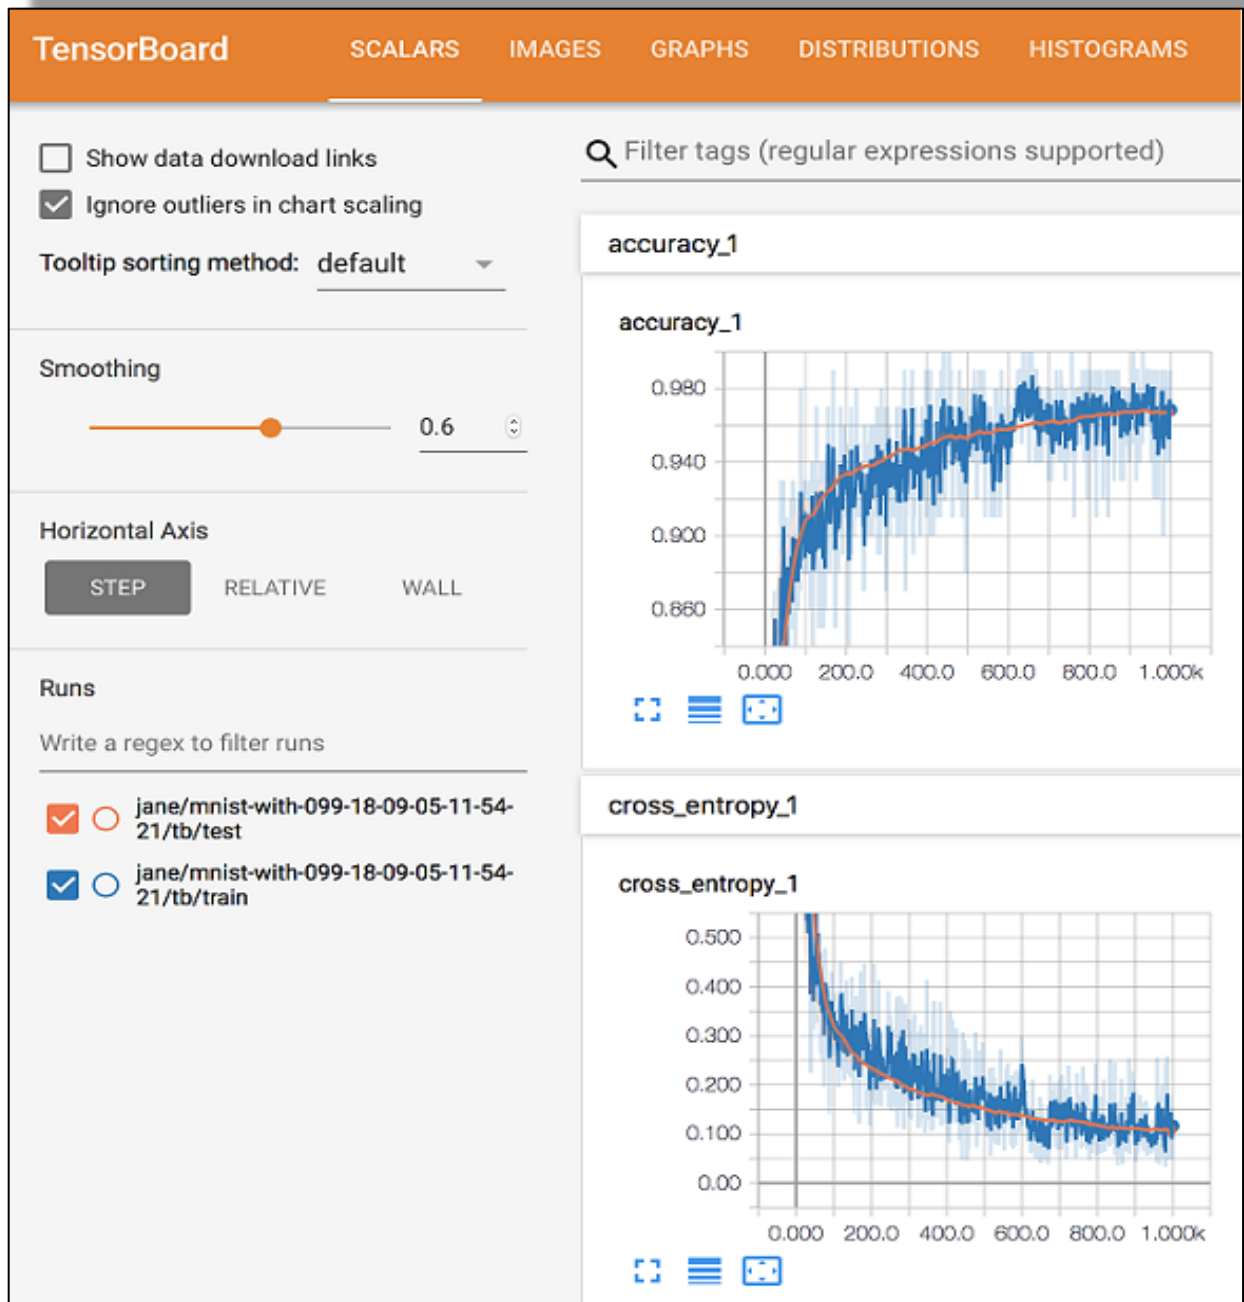 TensorBoard SCALARS IMAGES GRAPHS DISTRIBUTIONS HISTOGRAMS
Show data download links
Ignore outliers in chart scaling
Tooltip sorting method: default
Smoothing
0.6
Horizontal Axis
STEP RELATIVE WALL
Runs
Write a regex to filter runs
jane/mnist-with-099-18-09-05-11-54-
21/tb/test
jane/mnist-with-099-18-09-05-11-54-
21/tb/train
Filter tags (regular expressions supported)
accuracy_1
accuracy_1
0.980
0.940
0.900
0.860
0.000 200.0 400.0 600.0 800.0 1.000k
cross_entropy_1
cross_entropy_1
0.500
0.400
0.300
0.200
0.100
0.00
0.000 200.0 400.0 600.0 800.0 1.000k